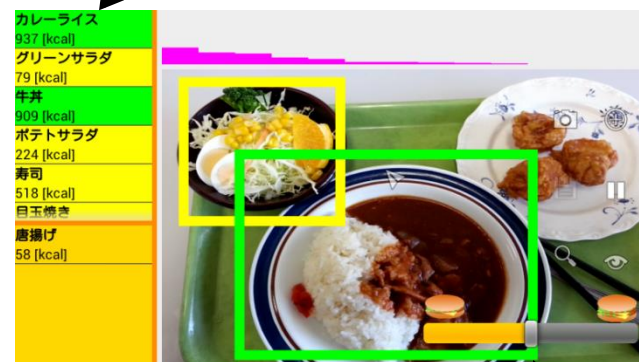 カレーライス
937 [kcal]
グリーンサラダ
79 [kcal]
牛丼
909 [kcal]
ポテトサラダ
224 [kcal]
寿司
518 [kcal]
目玉焼き
唐揚げ
58 [kcal]